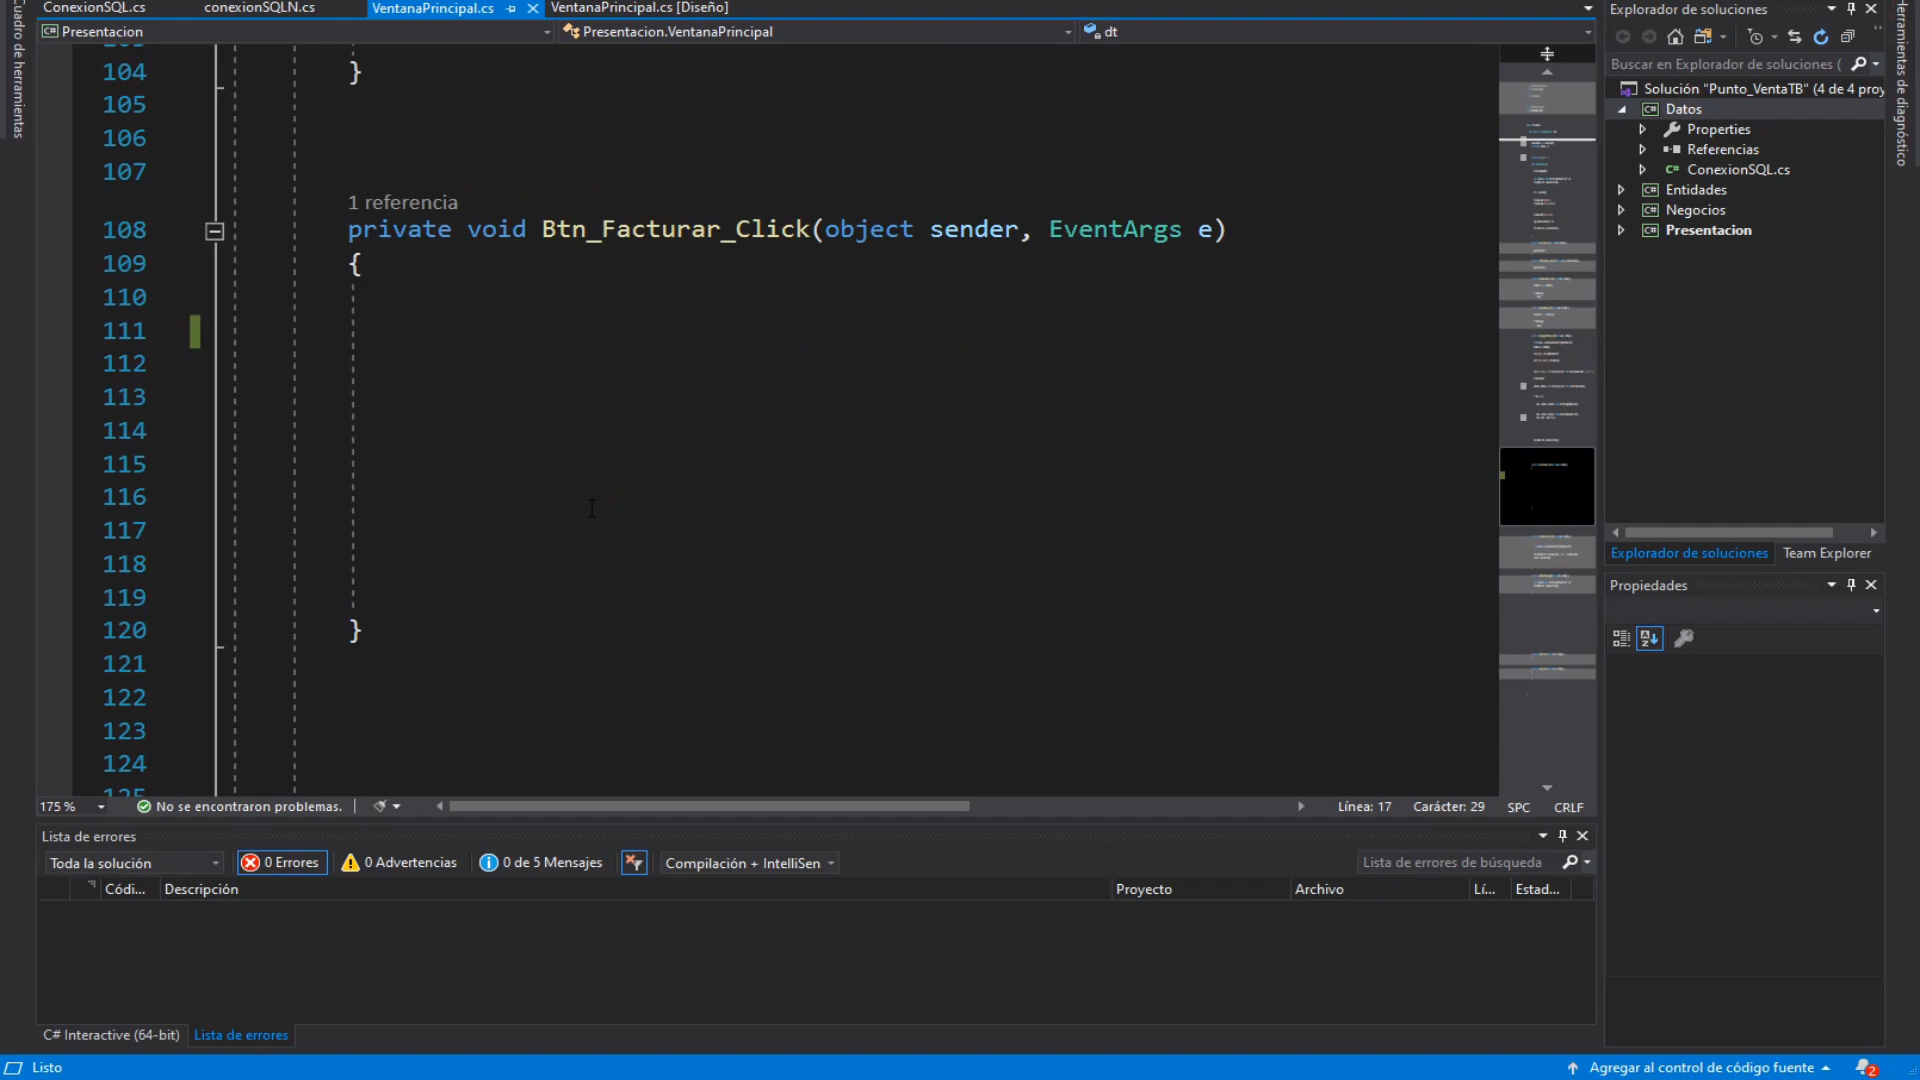 Cuadro de herramientas
ConexionSQL.cs
conexionSQLN.cs
VentanaPrincipal.cs
VentanaPrincipal.cs [Diseño]
Presentacion
Presentacion.VentanaPrincipal
dt
104
}
105
106
107
1 referencia
108
private void Btn_Facturar_Click(object sender, EventArgs e)
109
{
110
111
112
113
114
115
116
117
118
119
120
}
121
122
123
124
175 %
No se encontraron problemas.
Línea: 17
Carácter: 29
SPC
CRLF
Lista de errores
Toda la solución
0 Errores
0 Advertencias
0 de 5 Mensajes
Compilación + IntelliSen
Lista de errores de búsqueda
Códi...
Descripción
Proyecto
Archivo
Lí...
Estad...
C# Interactive (64-bit)
Lista de errores
Listo
Explorador de soluciones
Buscar en Explorador de soluciones (
Solución "Punto_VentaTB" (4 de 4 proy
C# Datos
Properties
Referencias
C# ConexionSQL.cs
C# Entidades
C# Negocios
C# Presentacion
Explorador de soluciones
Team Explorer
Propiedades
Herramientas de diagnóstico
Agregar al control de código fuente
2